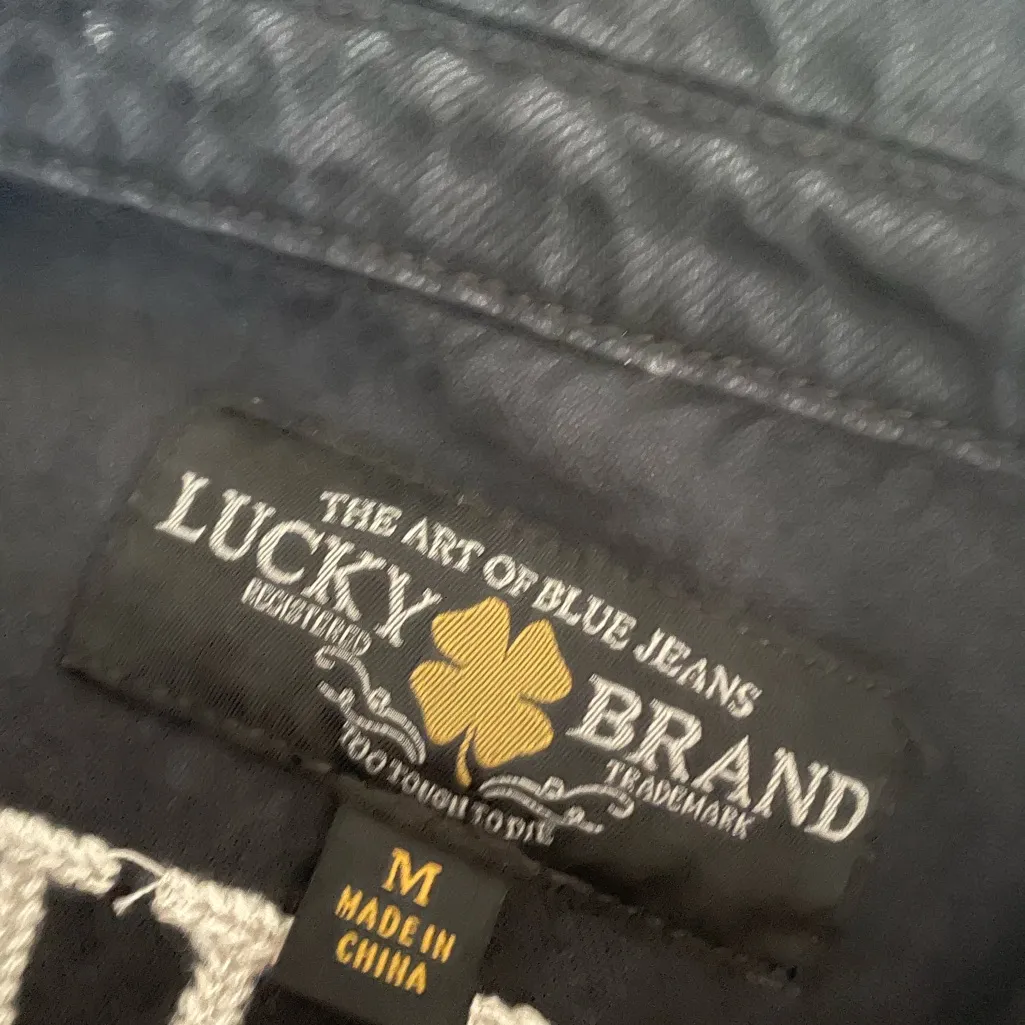 THE ART OF BLUE JEANS
LUCKY BRAND
REGISTERED
TRADEMARK
TOO TOUGH TO DIE
M
MADE IN
CHINA